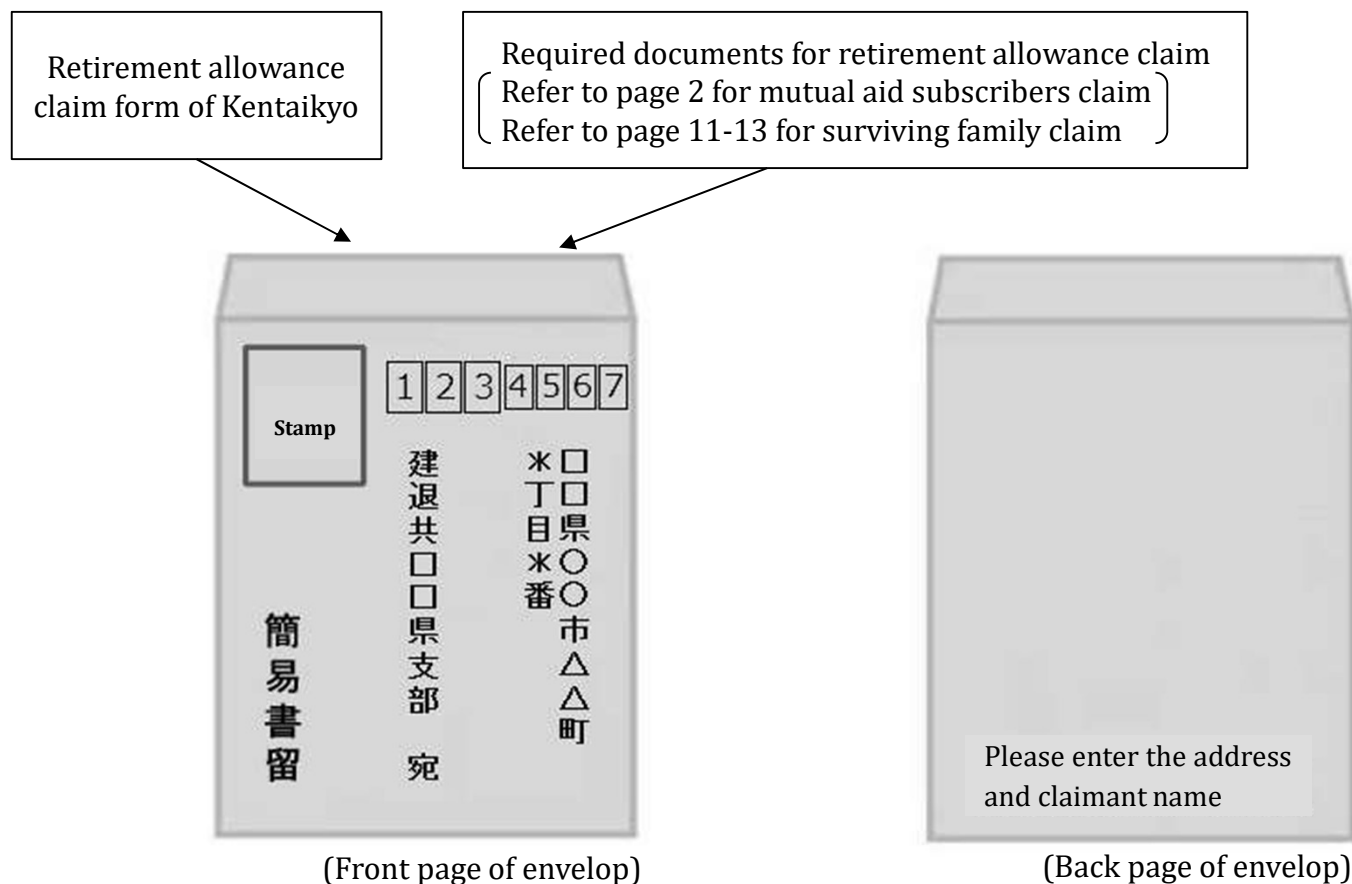 Retirement allowance
claim form of Kentaikyo
Required documents for retirement allowance claim
Refer to page 2 for mutual aid subscribers claim
Refer to page 11-13 for surviving family claim
Stamp
1234567
□□県○○市△△町
*丁目*番
建退共□□県支部 宛
簡易書留
(Front page of envelop)
Please enter the address
and claimant name
(Back page of envelop)